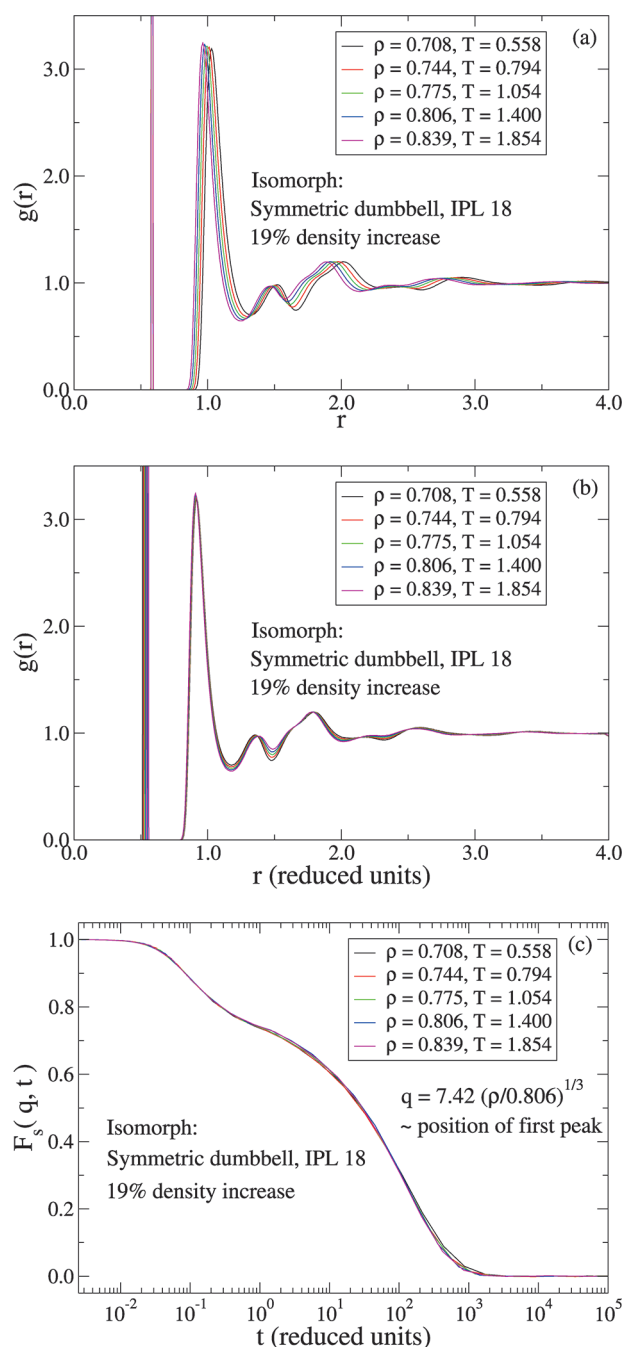 (a)
ρ = 0.708, T = 0.558
ρ = 0.744, T = 0.794
ρ = 0.775, T = 1.054
ρ = 0.806, T = 1.400
ρ = 0.839, T = 1.854
Isomorph:
Symmetric dumbbell, IPL 18
19% density increase
g(r)
3.0
2.0
1.0
0.0
0.0 1.0 2.0 3.0 4.0
r
(b)
ρ = 0.708, T = 0.558
ρ = 0.744, T = 0.794
ρ = 0.775, T = 1.054
ρ = 0.806, T = 1.400
ρ = 0.839, T = 1.854
Isomorph:
Symmetric dumbbell, IPL 18
19% density increase
g(r)
3.0
2.0
1.0
0.0
0.0 1.0 2.0 3.0 4.0
r (reduced units)
(c)
ρ = 0.708, T = 0.558
ρ = 0.744, T = 0.794
ρ = 0.775, T = 1.054
ρ = 0.806, T = 1.400
ρ = 0.839, T = 1.854
q = 7.42 (ρ/0.806)^1/3
~ position of first peak
Isomorph:
Symmetric dumbbell, IPL 18
19% density increase
F_s( q, t )
1.0
0.8
0.6
0.4
0.2
0.0
10^-2 10^-1 10^0 10^1 10^2 10^3 10^4 10^5
t (reduced units)